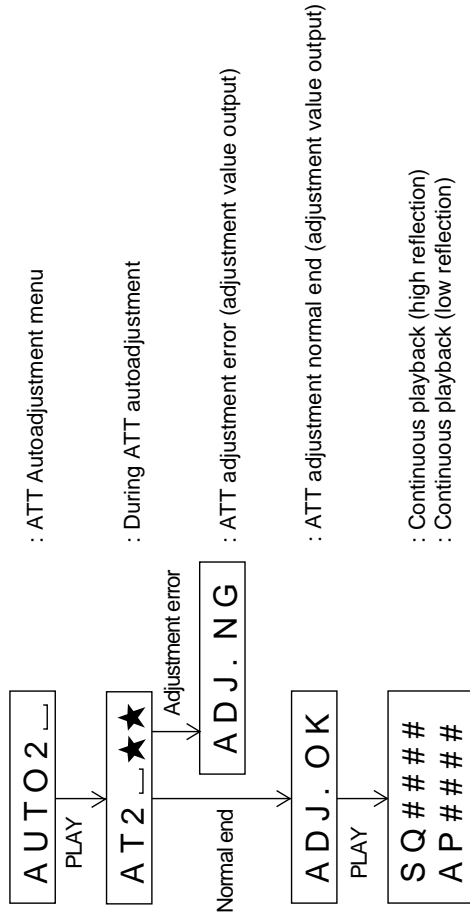 AUTO2␣ : ATT Autoadjustment menu
PLAY
AT2␣★★ : During ATT autoadjustment
Adjustment error
ADJ. NG : ATT adjustment error (adjustment value output)
Normal end
ADJ. OK : ATT adjustment normal end (adjustment value output)
PLAY
SQ#### : Continuous playback (high reflection)
AP#### : Continuous playback (low reflection)